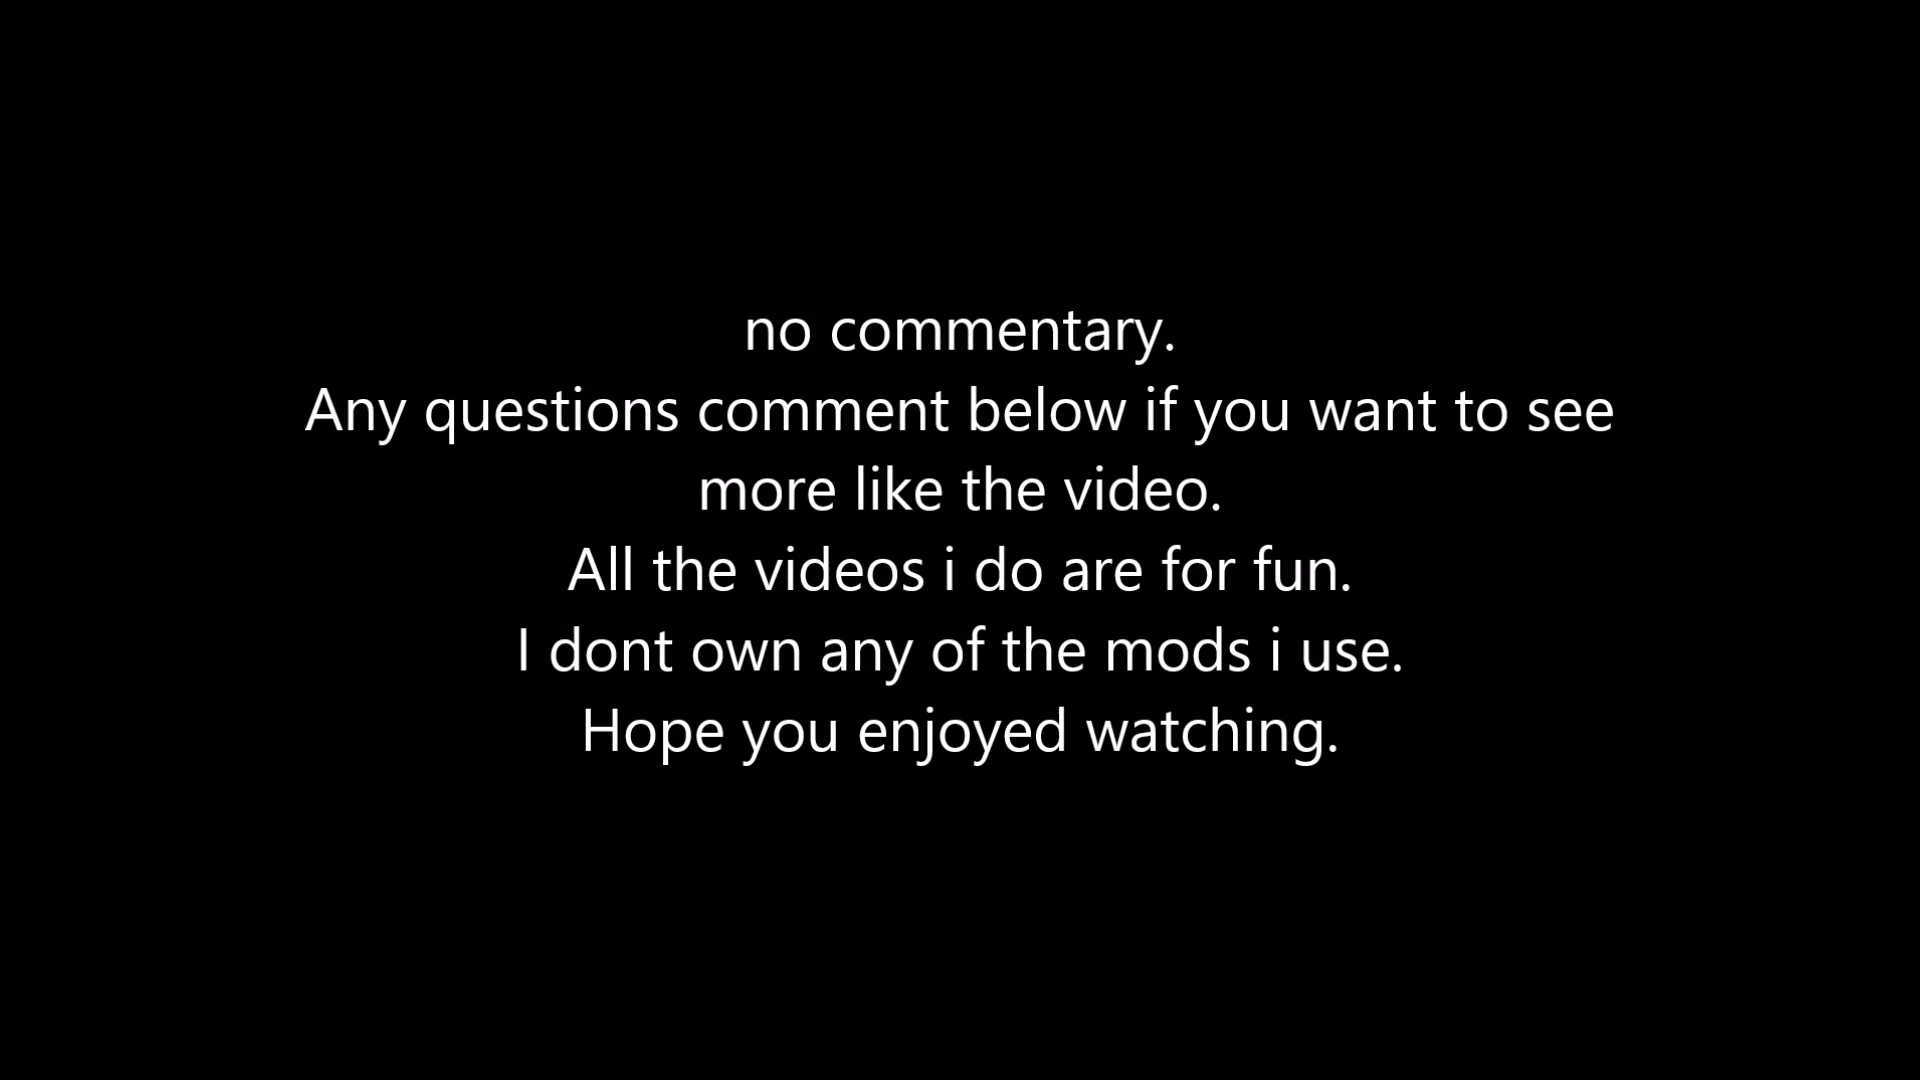 no commentary.
Any questions comment below if you want to see
more like the video.
All the videos i do are for fun.
I dont own any of the mods i use.
Hope you enjoyed watching.